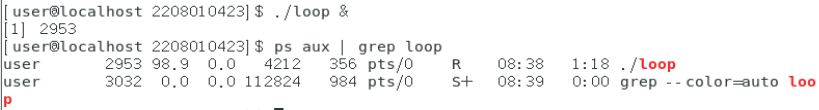 [user@localhost 2208010423]$ ./loop &
[1] 2953
[user@localhost 2208010423]$ ps aux | grep loop
user 2953 98.9 0.0 4212 356 pts/0 R 08:38 1:18 ./loop
user 3032 0.0 0.0 112824 984 pts/0 S+ 08:39 0:00 grep --color=auto loo
p